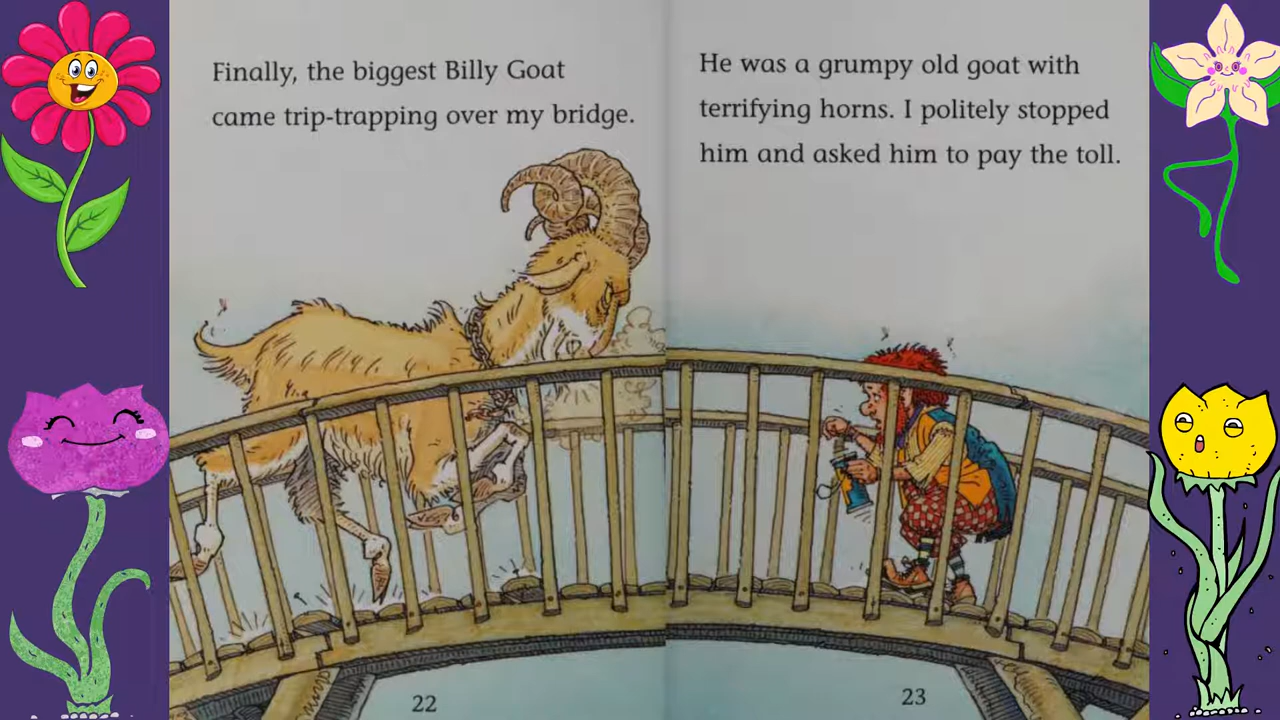 Finally, the biggest Billy Goat
came trip-trapping over my bridge.
He was a grumpy old goat with
terrifying horns. I politely stopped
him and asked him to pay the toll.
22
23